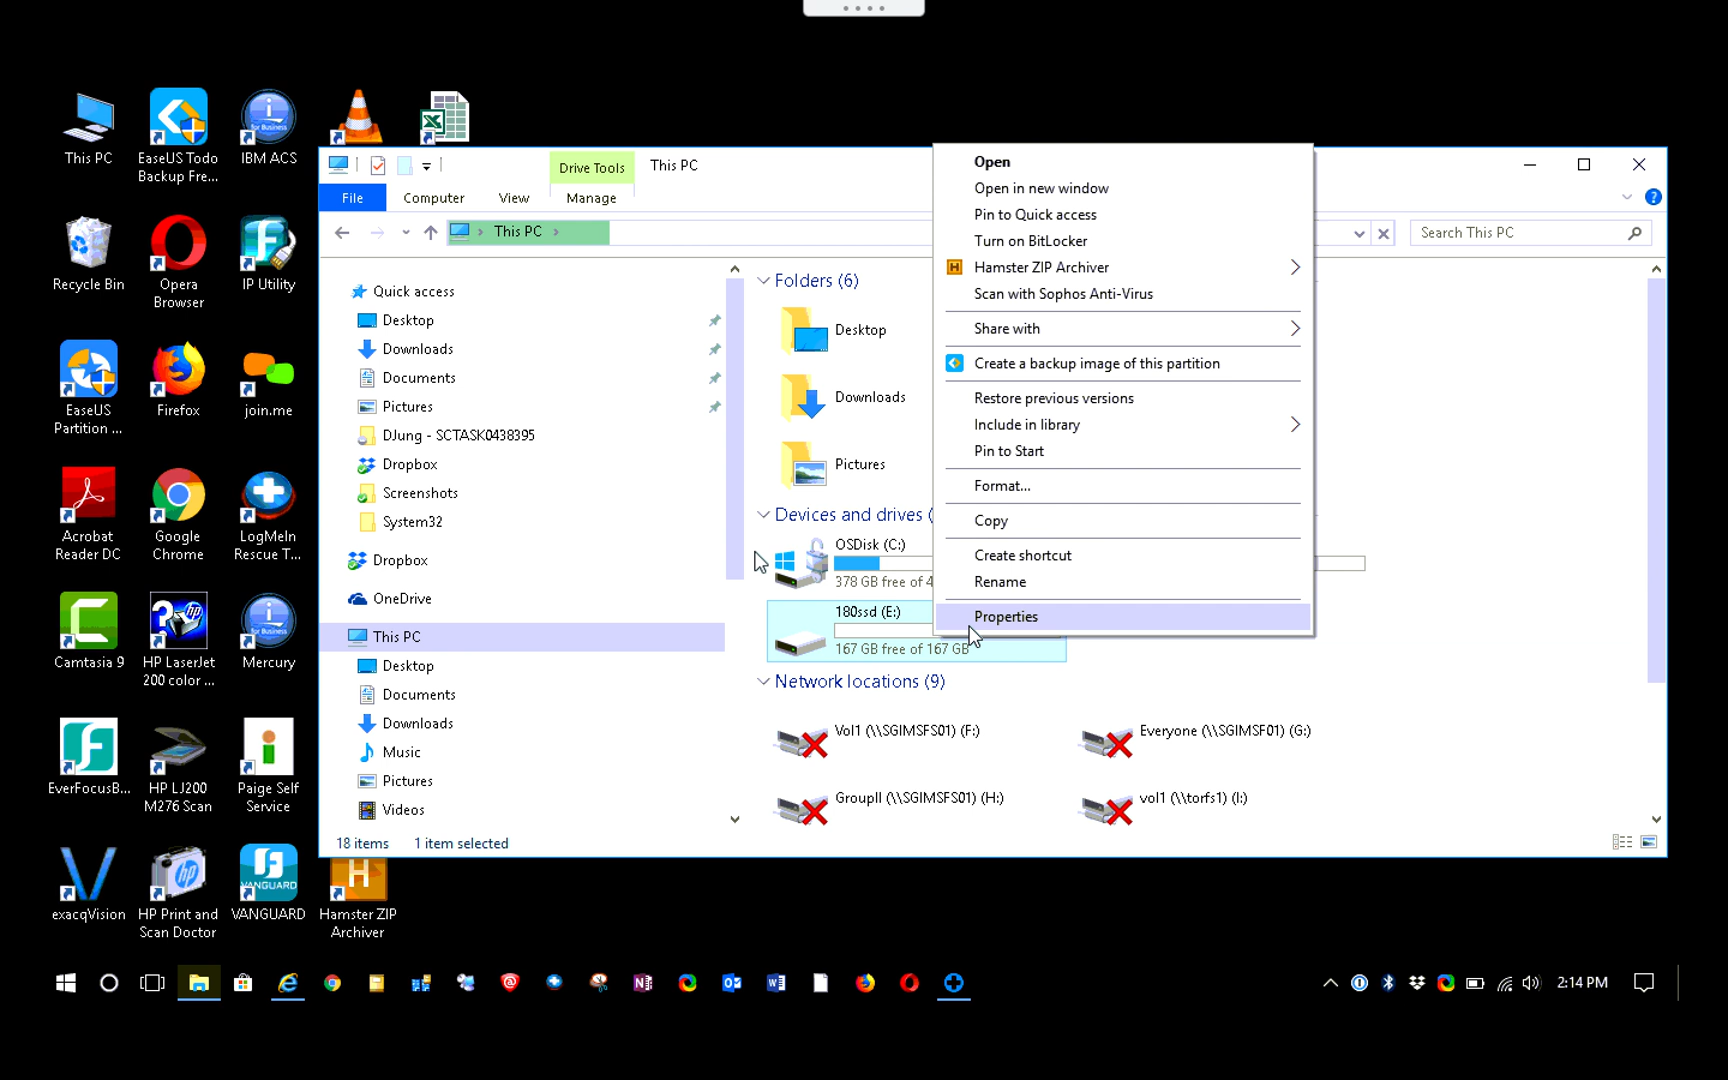 This PC
EaseUS Todo
Backup Fre...
IBM ACS
Recycle Bin
Opera
Browser
IP Utility
EaseUS
Partition ...
Firefox
join.me
Acrobat
Reader DC
Google
Chrome
LogMeIn
Rescue T...
Camtasia 9
HP LaserJet
200 color ...
Mercury
EverFocusB...
HP LJ200
M276 Scan
Paige Self
Service
exacqVision
HP Print and
Scan Doctor
VANGUARD
VANGUARD
Hamster ZIP
Archiver
Drive Tools
This PC
File
Computer
View
Manage
This PC
Search This PC
Quick access
Desktop
Downloads
Documents
Pictures
DJung - SCTASK0438395
Dropbox
Screenshots
System32
Dropbox
OneDrive
This PC
Desktop
Documents
Downloads
Music
Pictures
Videos
Folders (6)
Desktop
Downloads
Pictures
Devices and drives (
OSDisk (C:)
378 GB free of 4
180ssd (E:)
167 GB free of 167 GB
Network locations (9)
Vol1 (\\SGIMSFS01) (F:)
Everyone (\\SGIMSF01) (G:)
GroupII (\\SGIMSFS01) (H:)
vol1 (\\torfs1) (I:)
18 items
1 item selected
Open
Open in new window
Pin to Quick access
Turn on BitLocker
Hamster ZIP Archiver
Scan with Sophos Anti-Virus
Share with
Create a backup image of this partition
Restore previous versions
Include in library
Pin to Start
Format...
Copy
Create shortcut
Rename
Properties
2:14 PM